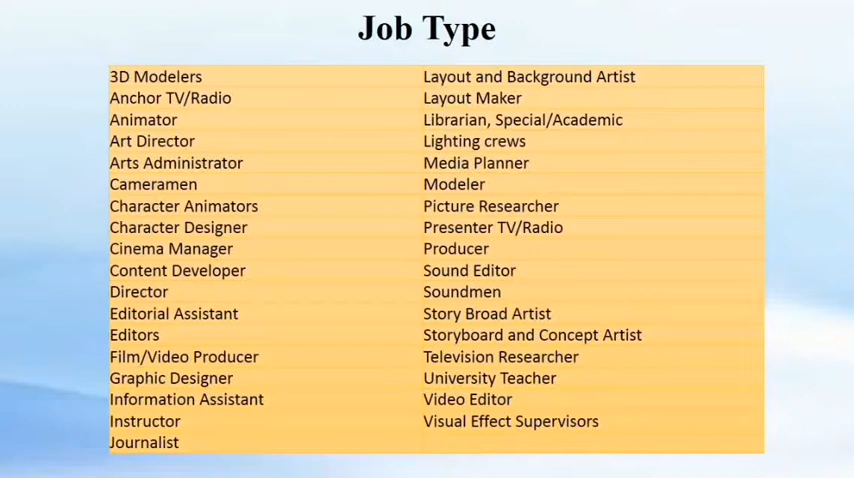 Job Type
3D Modelers
Anchor TV/Radio
Animator
Art Director
Arts Administrator
Cameramen
Character Animators
Character Designer
Cinema Manager
Content Developer
Director
Editorial Assistant
Editors
Film/Video Producer
Graphic Designer
Information Assistant
Instructor
Journalist
Layout and Background Artist
Layout Maker
Librarian, Special/Academic
Lighting crews
Media Planner
Modeler
Picture Researcher
Presenter TV/Radio
Producer
Sound Editor
Soundmen
Story Broad Artist
Storyboard and Concept Artist
Television Researcher
University Teacher
Video Editor
Visual Effect Supervisors